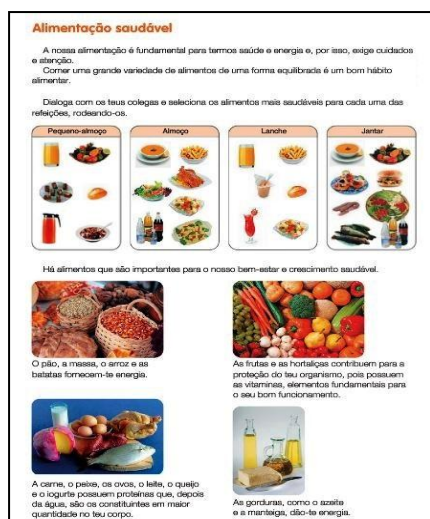 Alimentação saudável
A nossa alimentação é fundamental para termos saúde e energia e, por isso, exige cuidados
e atenção.
Comer uma grande variedade de alimentos de uma forma equilibrada é um bom hábito
alimentar.
Dialoga com os teus colegas e seleciona os alimentos mais saudáveis para cada uma das
refeições, rodeando-os.
Pequeno-almoço
Almoço
Lanche
Jantar
Há alimentos que são importantes para o nosso bem-estar e crescimento saudável.
O pão, a massa, o arroz e as
batatas fornecem-te energia.
As frutas e as hortaliças contribuem para a
proteção do teu organismo, pois possuem
as vitaminas, elementos fundamentais para
o seu bom funcionamento.
A carne, o peixe, os ovos, o leite, o queijo
e o iogurte possuem proteínas que, depois
da água, são os constituintes em maior
quantidade no teu corpo.
As gorduras, como o azeite
e a manteiga, dão-te energia.